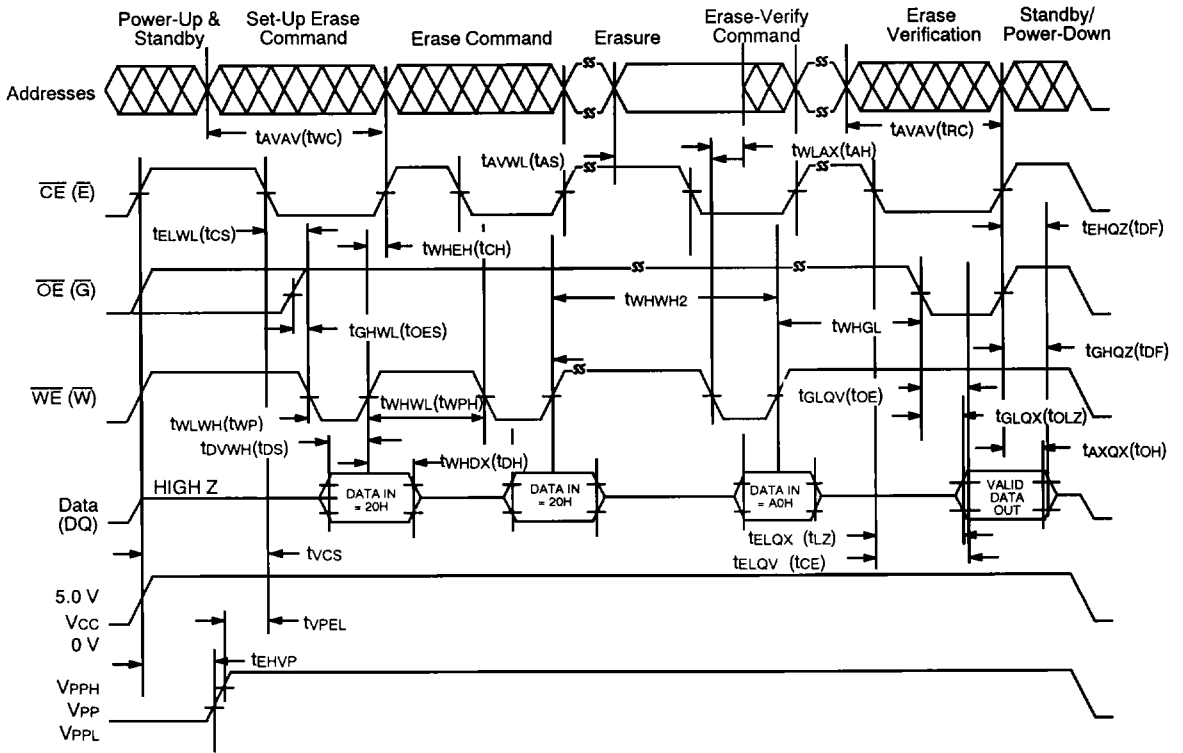 Power-Up &
Standby
Set-Up Erase
Command
Erase Command
Erasure
Erase-Verify
Command
Erase
Verification
Standby/
Power-Down
Addresses
tAVAV(tWC)
tAVWL(tAS)
tWLAX(tAH)
tAVAV(tRC)
CE (E)
tELWL(tCS)
tWHEH(tCH)
tEHQZ(tDF)
OE (G)
tWHWH2
tWHGL
tGHWL(tOES)
tGHQZ(tDF)
WE (W)
tWHWL(tWPH)
tGLQV(tOE)
tWLWH(tWP)
tGLQX(tOLZ)
tDVWH(tDS)
tWHDX(tDH)
tAXQX(tOH)
HIGH Z
Data
(DQ)
DATA IN
= 20H
DATA IN
= 20H
DATA IN
= A0H
VALID
DATA
OUT
tELQX (tLZ)
tVCS
tELQV (tCE)
5.0 V
VCC
0 V
tVPEL
tEHVP
VPPH
VPP
VPPL